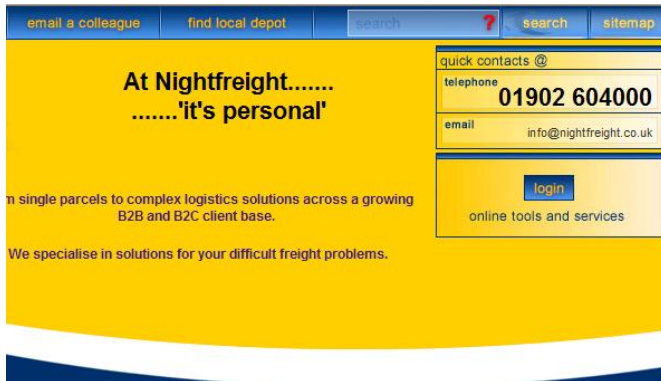 email a colleague
find local depot
search
?
search
sitemap
quick contacts @
At Nightfreight.......
.......'it's personal'
telephone
01902 604000
email
info@nightfreight.co.uk
login
online tools and services
single parcels to complex logistics solutions across a growing
B2B and B2C client base.
We specialise in solutions for your difficult freight problems.